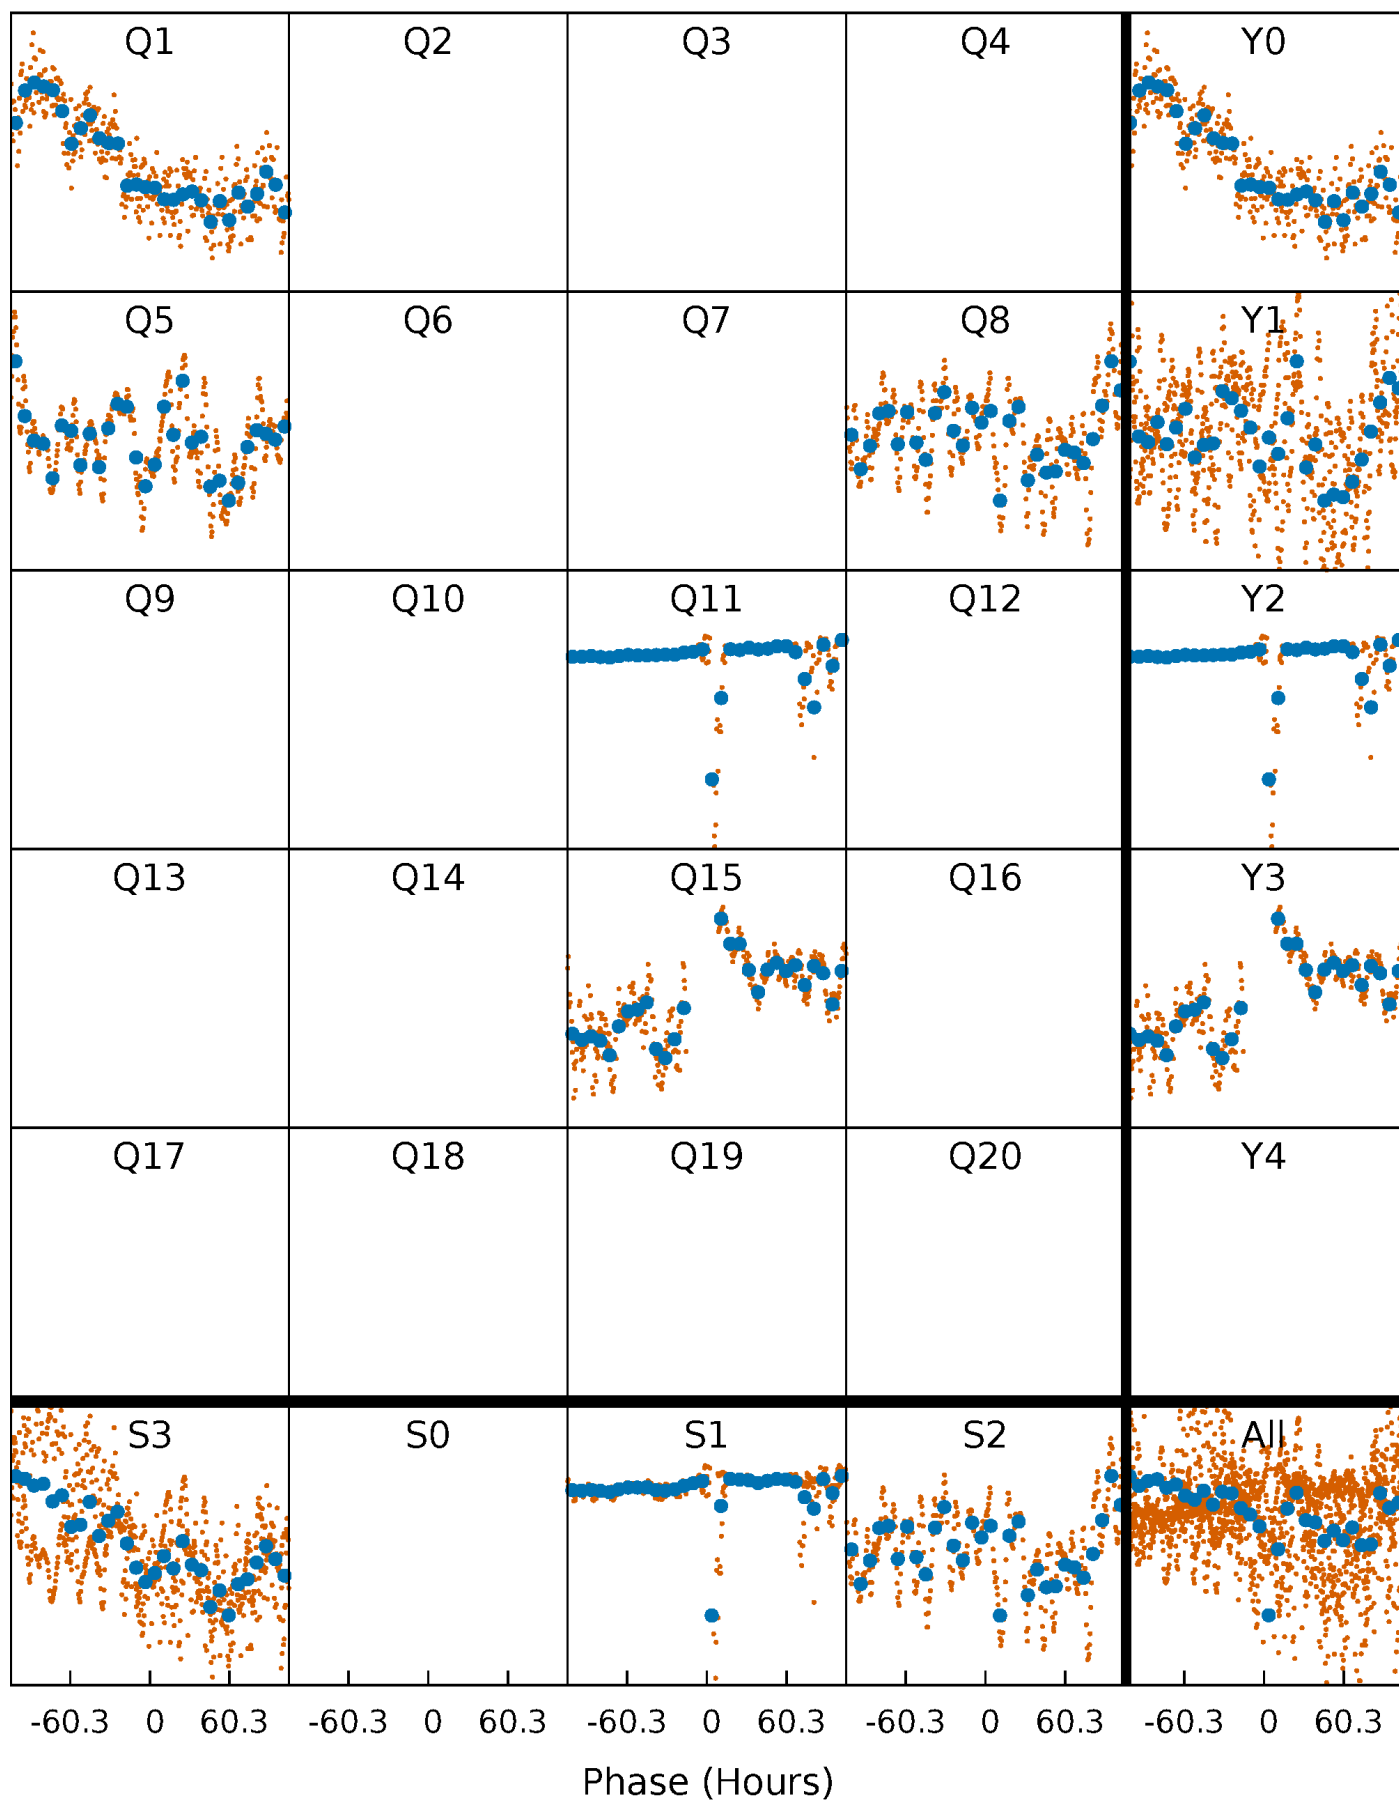 Q1 Q2 Q3 Q4 Y0
Q5 Q6 Q7 Q8 Y1
Q9 Q10 Q11 Q12 Y2
Q13 Q14 Q15 Q16 Y3
Q17 Q18 Q19 Q20 Y4
S3 S0 S1 S2 All
-60.3 0 60.3 -60.3 0 60.3 -60.3 0 60.3 -60.3 0 60.3 -60.3 0 60.3
Phase (Hours)